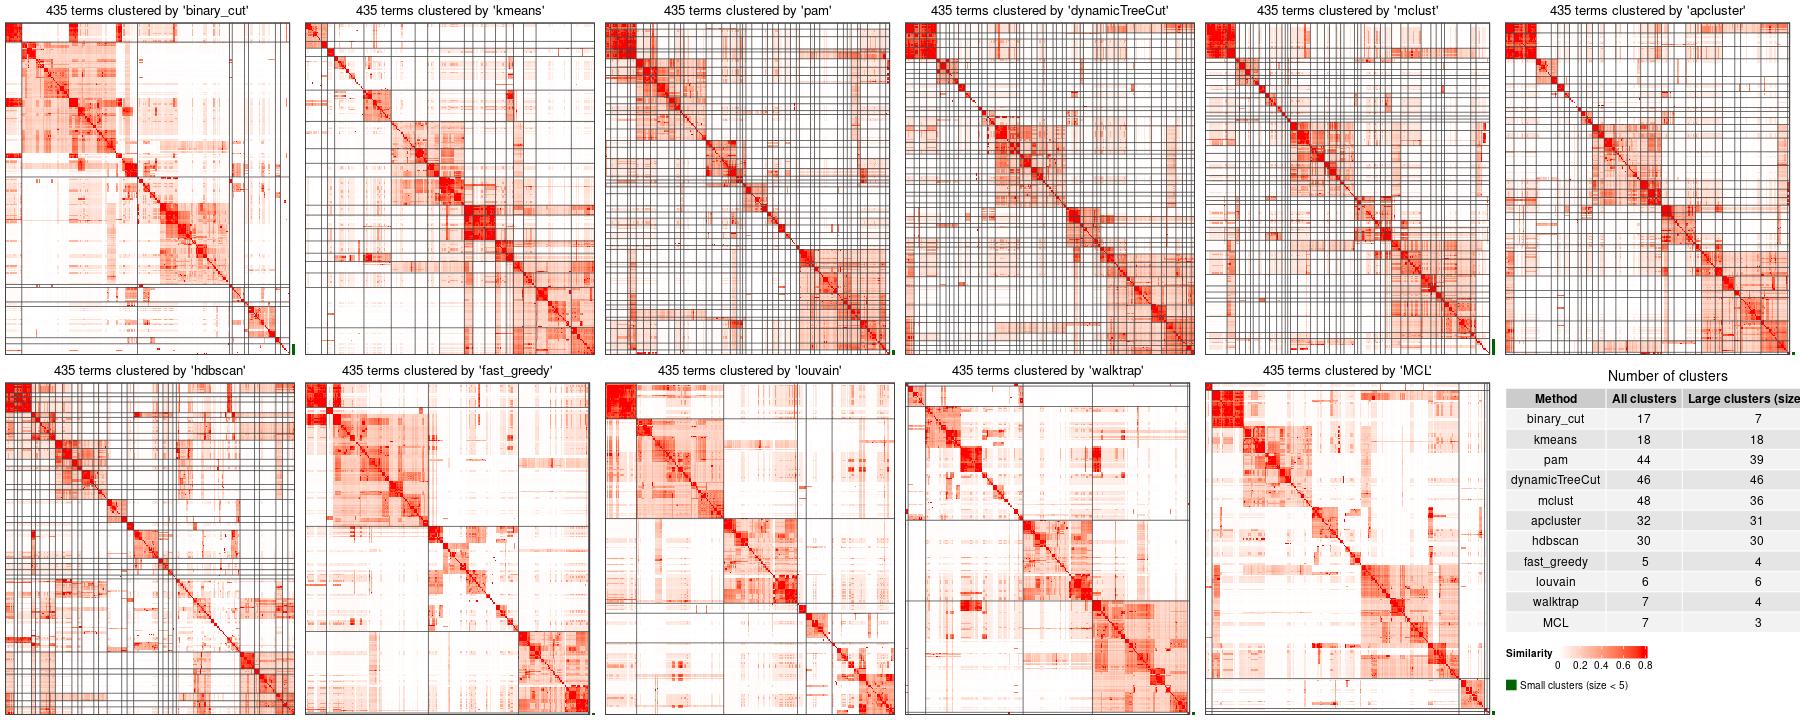 435 terms clustered by 'binary_cut'
435 terms clustered by 'kmeans'
435 terms clustered by 'pam'
435 terms clustered by 'dynamicTreeCut'
435 terms clustered by 'mclust'
435 terms clustered by 'apcluster'
435 terms clustered by 'hdbscan'
435 terms clustered by 'fast_greedy'
435 terms clustered by 'louvain'
435 terms clustered by 'walktrap'
435 terms clustered by 'MCL'
Number of clusters
Method All clusters Large clusters (size
binary_cut 17 7
kmeans 18 18
pam 44 39
dynamicTreeCut 46 46
mclust 48 36
apcluster 32 31
hdbscan 30 30
fast_greedy 5 4
louvain 6 6
walktrap 7 4
MCL 7 3
Similarity
0 0.2 0.4 0.6 0.8
Small clusters (size < 5)